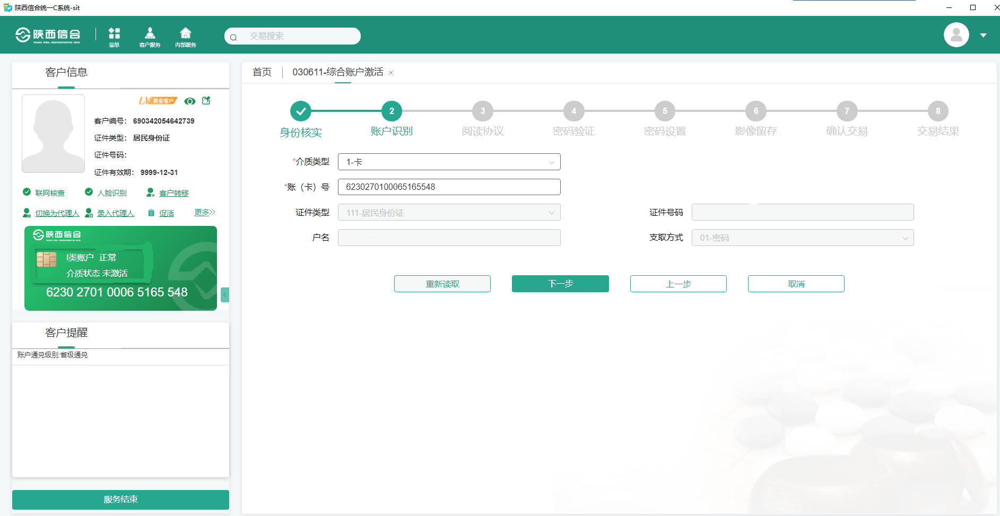 陕西信合统一C系统-sit
陕西信合
菜单
客户服务
内部服务
交易搜索
客户信息
LV 黄金客户
客户编号： 690342054642739
证件类型： 居民身份证
证件号码：
证件有效期： 9999-12-31
联网核查 人脸识别 客户转移
切换为代理人 录入代理人 促活 更多>>
陕西信合
I类账户 正常
介质状态 未激活
6230 2701 0006 5165 548
客户提醒
账户通兑级别:省级通兑
服务结束
首页 030611-综合账户激活 ×
2 3 4 5 6 7 8
身份核实 账户识别 阅读协议 密码验证 密码设置 影像留存 确认交易 交易结果
*介质类型 1-卡
*账（卡）号 6230270100065165548
证件类型 111-居民身份证 证件号码
户名 支取方式 01-密码
重新读取 下一步 上一步 取消